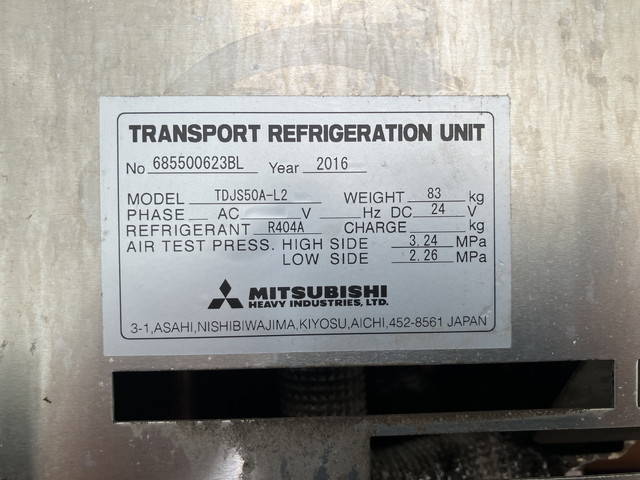 TRANSPORT REFRIGERATION UNIT
No 685500623BL Year 2016
MODEL TDJS50A-L2 WEIGHT 83 kg
PHASE AC V Hz DC 24 V
REFRIGERANT R404A CHARGE kg
AIR TEST PRESS. HIGH SIDE 3.24 MPa
LOW SIDE 2.26 MPa
MITSUBISHI
HEAVY INDUSTRIES, LTD.
3-1,ASAHI,NISHIBIWAJIMA,KIYOSU,AICHI,452-8561 JAPAN